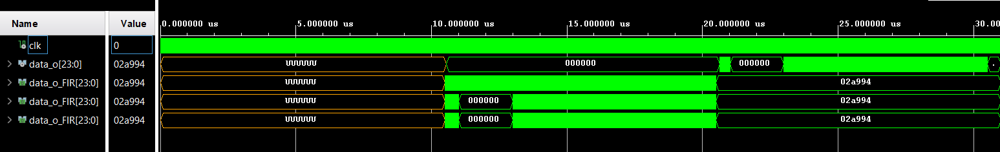 Name Value 0.000000 us 5.000000 us 10.000000 us 15.000000 us 20.000000 us 25.000000 us 30.00
clk 0
data_o[23:0] 02a994 UUUUUU 000000 000000 .
data_o_FIR[23:0] 02a994 UUUUUU 02a994
data_o_FIR[23:0] 02a994 UUUUUU 000000 02a994
data_o_FIR[23:0] 02a994 UUUUUU 000000 02a994